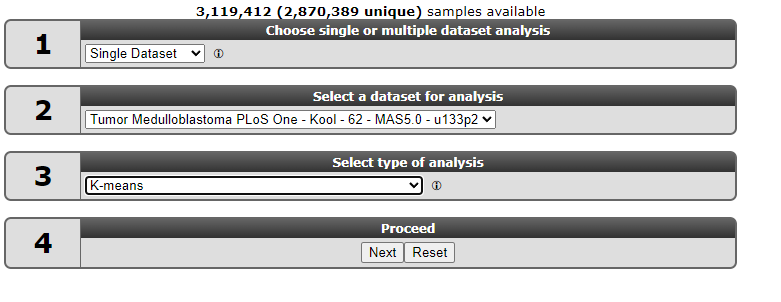 3,119,412 (2,870,389 unique) samples available
1
Choose single or multiple dataset analysis
Single Dataset
2
Select a dataset for analysis
Tumor Medulloblastoma PLoS One - Kool - 62 - MAS5.0 - u133p2
3
Select type of analysis
K-means
4
Proceed
Next Reset